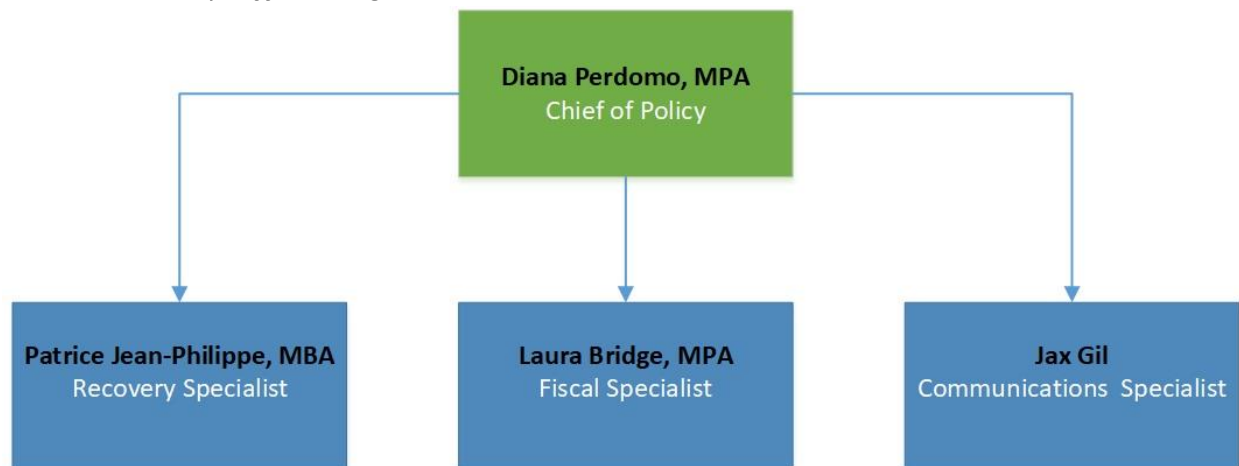 Diana Perdomo, MPA
Chief of Policy
Patrice Jean-Philippe, MBA
Recovery Specialist
Laura Bridge, MPA
Fiscal Specialist
Jax Gil
Communications Specialist